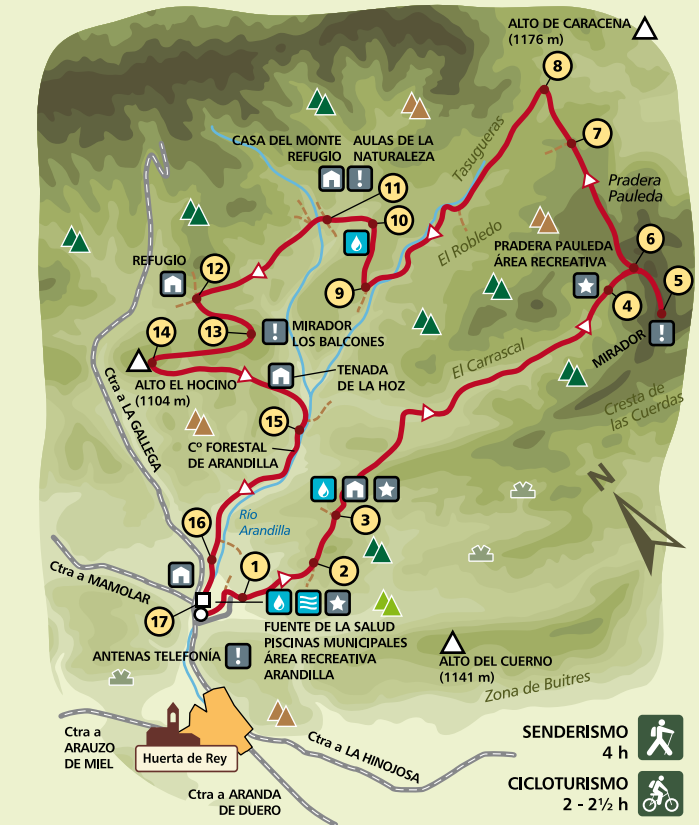 ALTO DE CARACENA
(1176 m)
8
7
Tasugueras
CASA DEL MONTE
REFUGIO
AULAS DE LA
NATURALEZA
11
10
Pradera
Pauleda
El Robledo
6
PRADERA PAULEDA
ÁREA RECREATIVA
5
4
MIRADOR
REFUGIO
12
9
13
MIRADOR
LOS BALCONES
14
ALTO EL HOCINO
(1104 m)
TENADA
DE LA HOZ
El Carrascal
Cresta de
las Cuerdas
Ctra a LA GALLEGA
15
Cº FORESTAL
DE ARANDILLA
N
Río
Arandilla
3
16
1
2
Ctra a MAMOLAR
17
FUENTE DE LA SALUD
PISCINAS MUNICIPALES
ÁREA RECREATIVA
ARANDILLA
ANTENAS TELEFONÍA
ALTO DEL CUERNO
(1141 m)
Zona de Buitres
Ctra a
ARAUZO
DE MIEL
Huerta de Rey
Ctra a LA HINOJOSA
Ctra a ARANDA
DE DUERO
SENDERISMO
4 h
CICLOTURISMO
2 - 2½ h